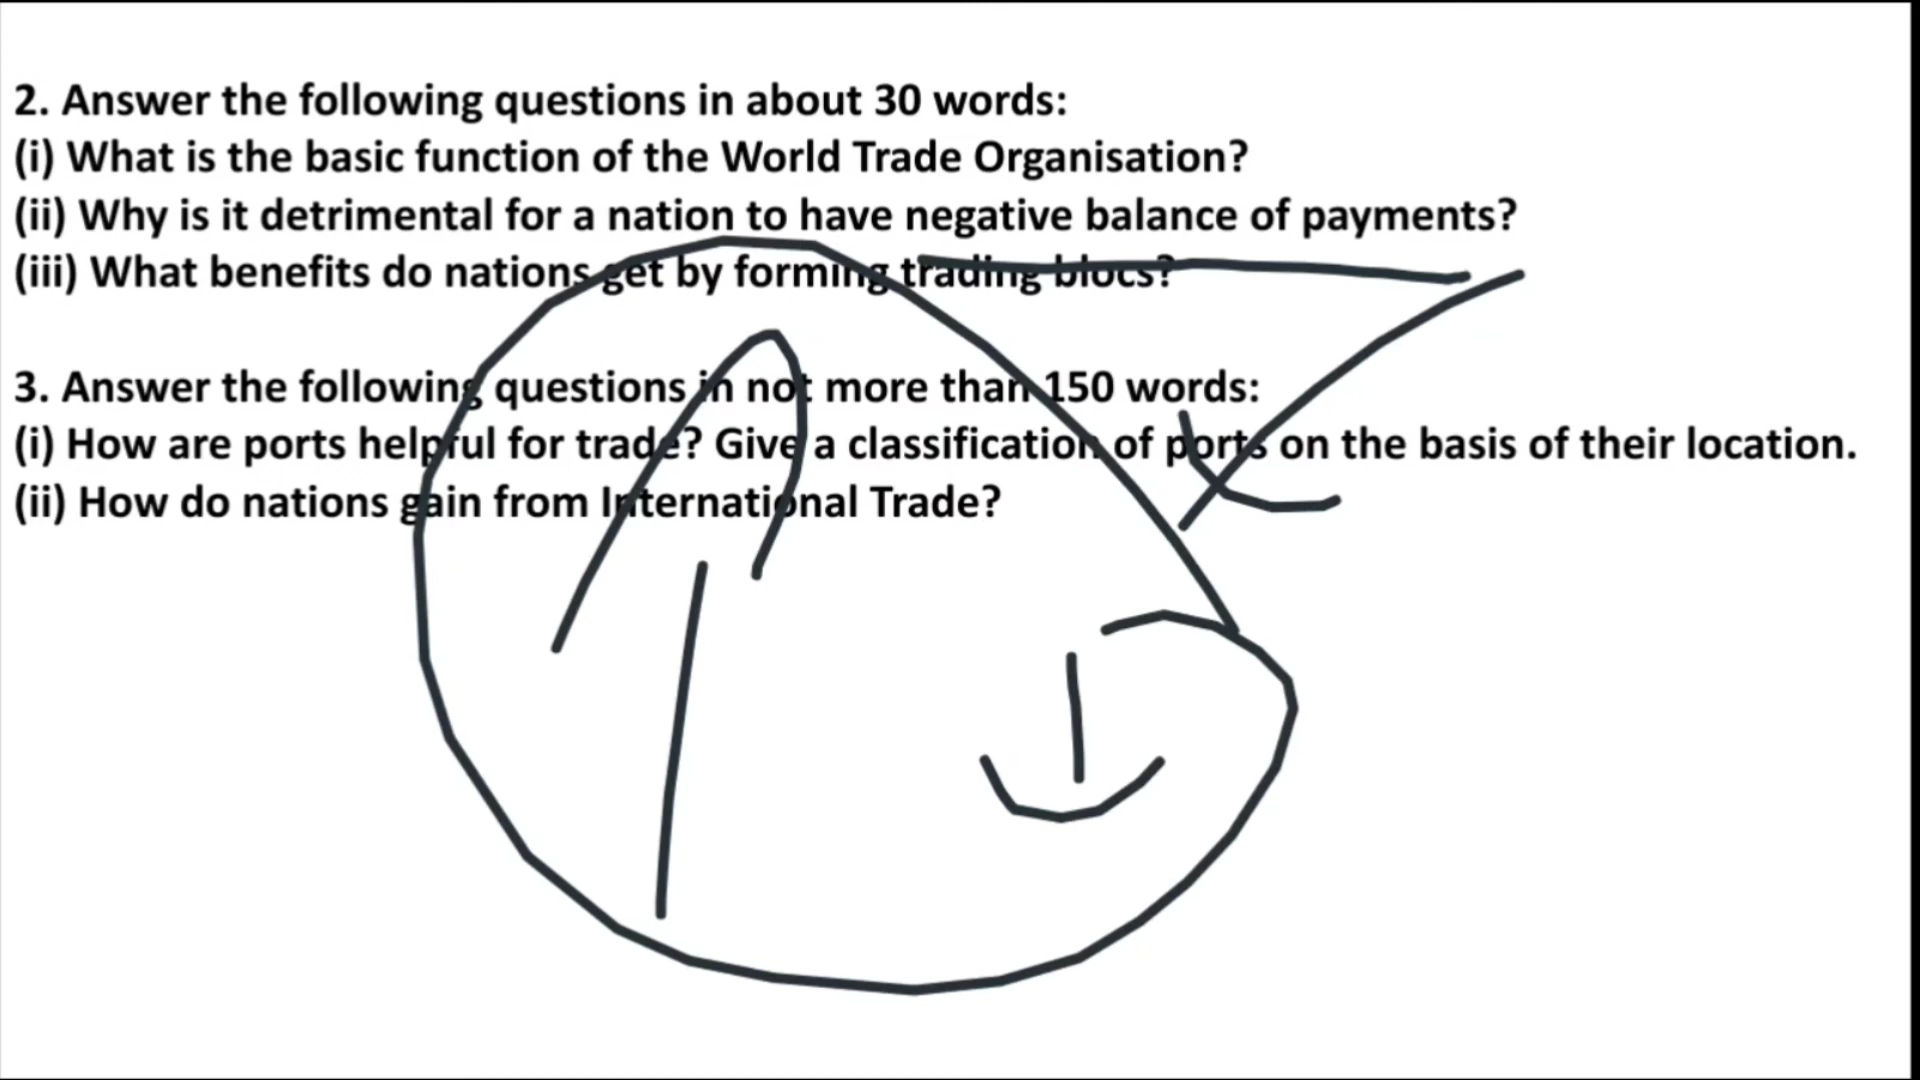 2. Answer the following questions in about 30 words:
(i) What is the basic function of the World Trade Organisation?
(ii) Why is it detrimental for a nation to have negative balance of payments?
(iii) What benefits do nations get by forming trading blocs?
3. Answer the following questions in not more than 150 words:
(i) How are ports helpful for trade? Give a classification of ports on the basis of their location.
(ii) How do nations gain from International Trade?